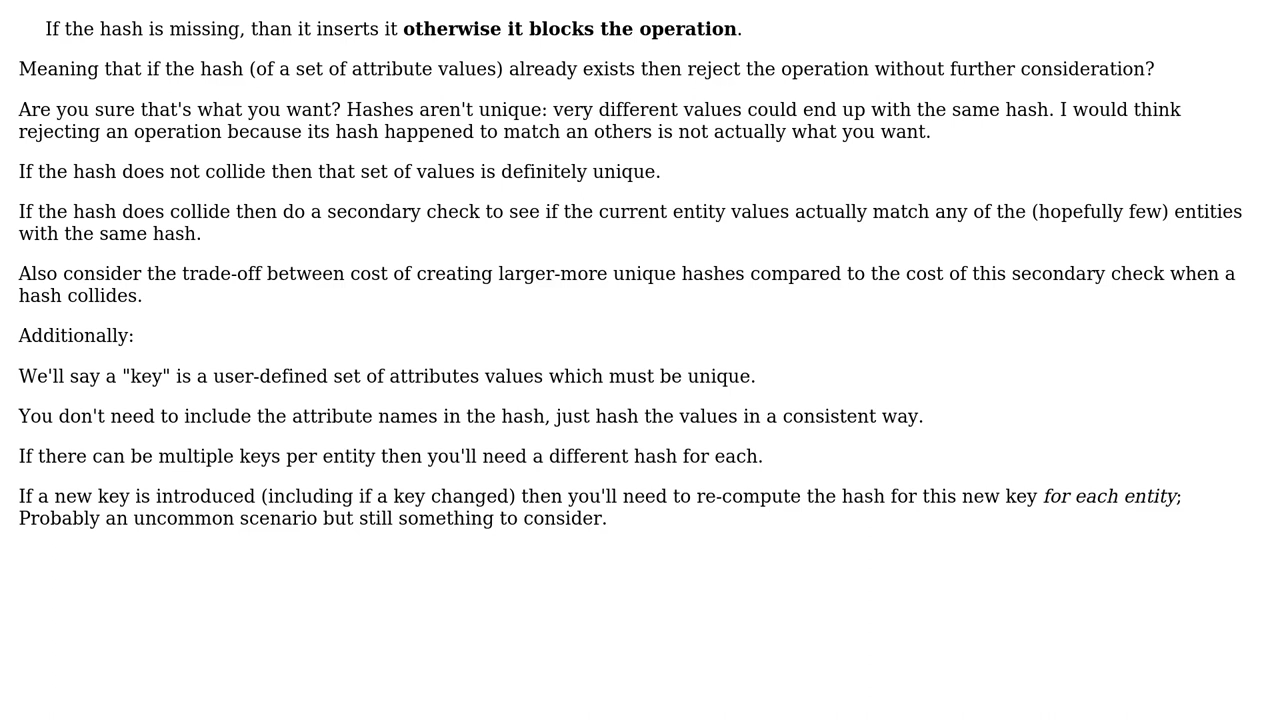 If the hash is missing, than it inserts it otherwise it blocks the operation.
Meaning that if the hash (of a set of attribute values) already exists then reject the operation without further consideration?
Are you sure that's what you want? Hashes aren't unique: very different values could end up with the same hash. I would think
rejecting an operation because its hash happened to match an others is not actually what you want.
If the hash does not collide then that set of values is definitely unique.
If the hash does collide then do a secondary check to see if the current entity values actually match any of the (hopefully few) entities
with the same hash.
Also consider the trade-off between cost of creating larger-more unique hashes compared to the cost of this secondary check when a
hash collides.
Additionally:
We'll say a "key" is a user-defined set of attributes values which must be unique.
You don't need to include the attribute names in the hash, just hash the values in a consistent way.
If there can be multiple keys per entity then you'll need a different hash for each.
If a new key is introduced (including if a key changed) then you'll need to re-compute the hash for this new key for each entity;
Probably an uncommon scenario but still something to consider.